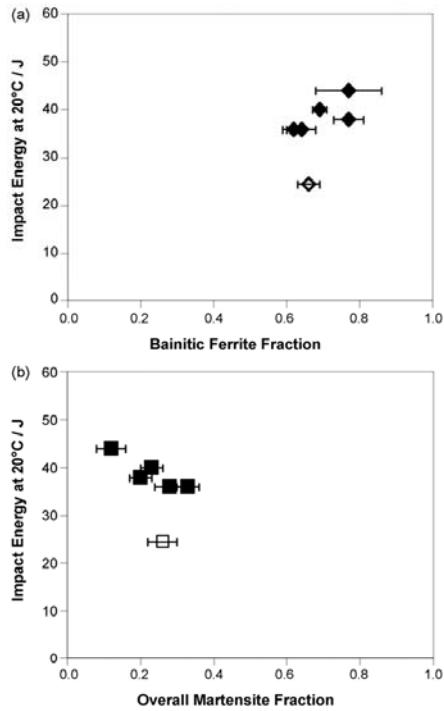 (a)
60
50
40
30
20
10
0
Impact Energy at 20°C / J
0.0 0.2 0.4 0.6 0.8 1.0
Bainitic Ferrite Fraction
(b)
60
50
40
30
20
10
0
Impact Energy at 20°C / J
0.0 0.2 0.4 0.6 0.8 1.0
Overall Martensite Fraction